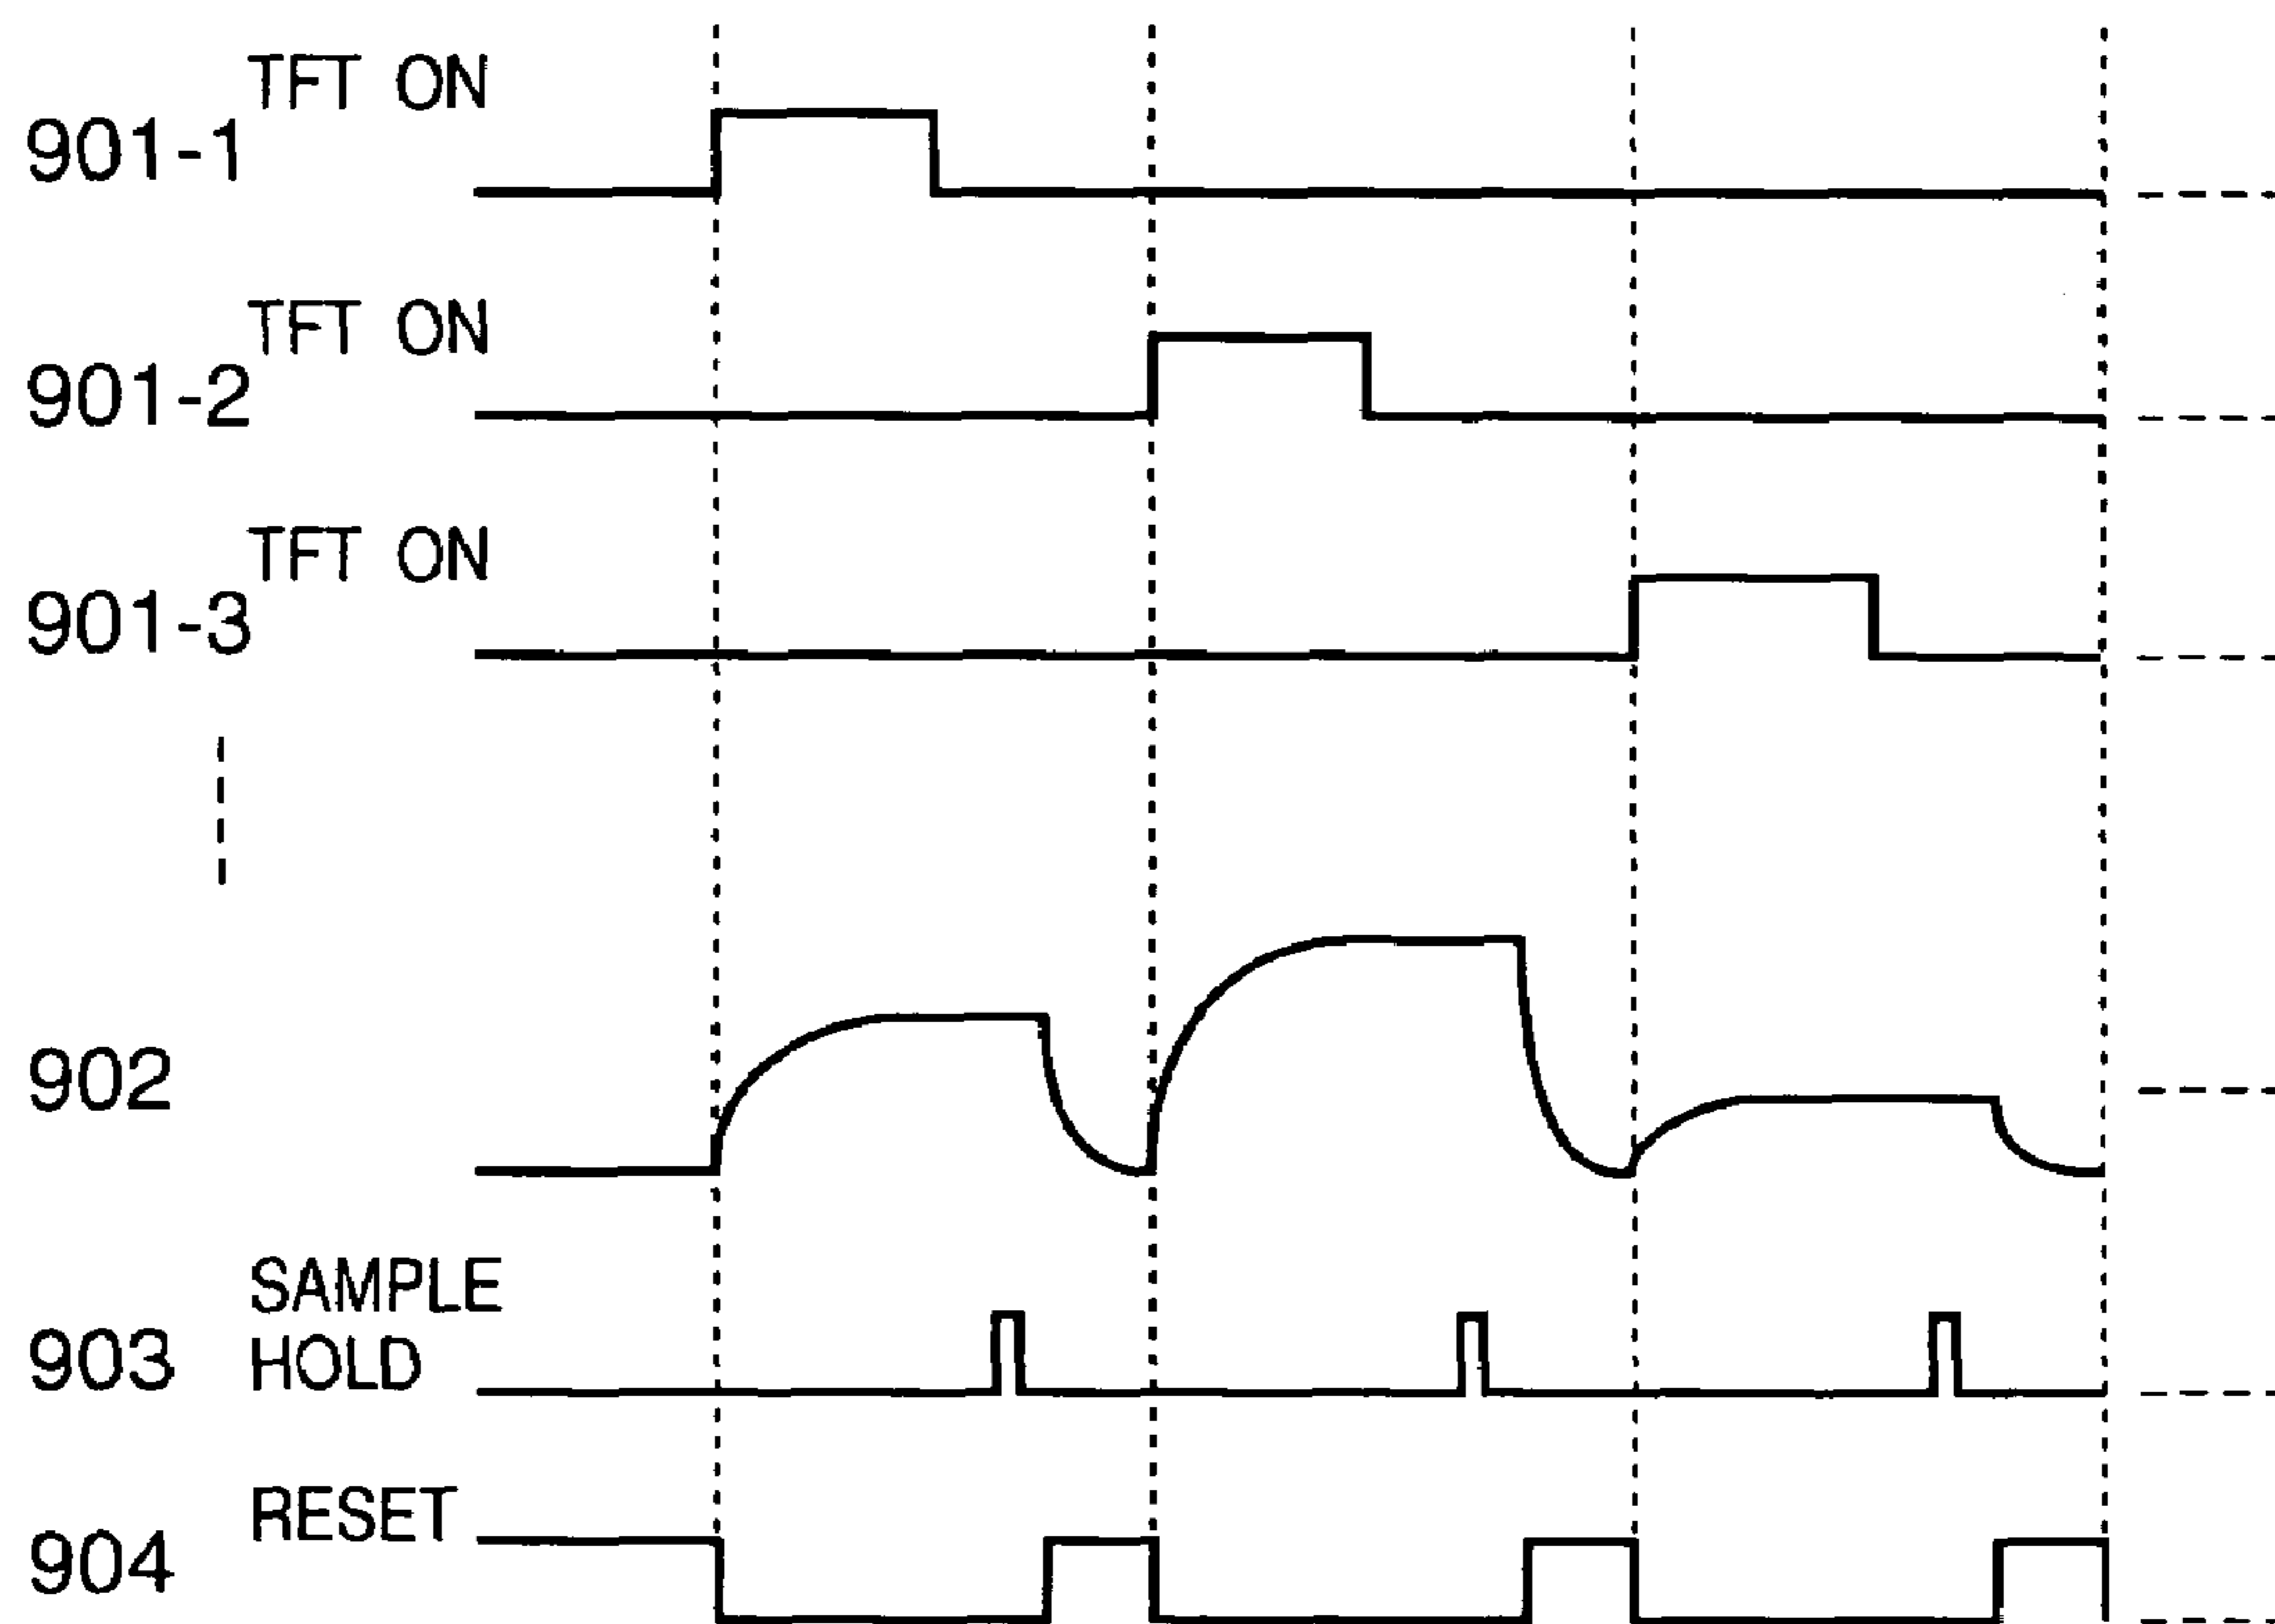 TFT ON
901-1
TFT ON
901-2
TFT ON
901-3
902
SAMPLE
903 HOLD
RESET
904